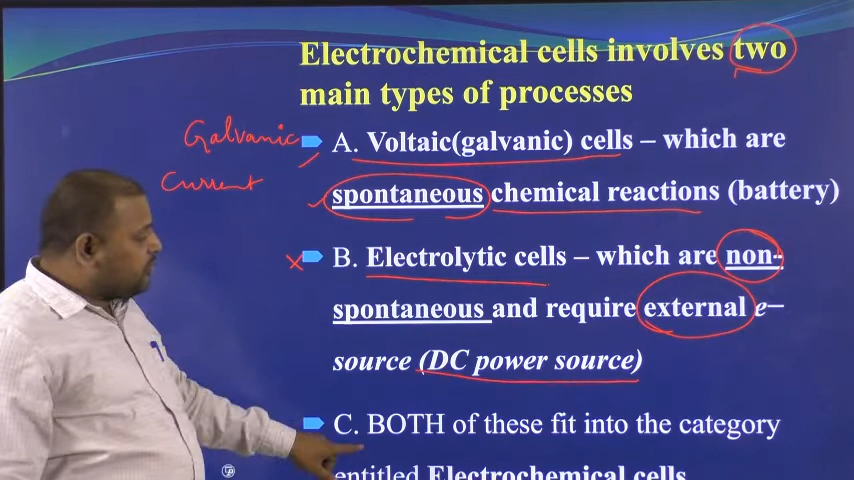 Electrochemical cells involves two
main types of processes
Galvanic
A. Voltaic(galvanic) cells – which are
Current
spontaneous chemical reactions (battery)
B. Electrolytic cells – which are non-
spontaneous and require external e–
source (DC power source)
C. BOTH of these fit into the category
entitled Electrochemical cells